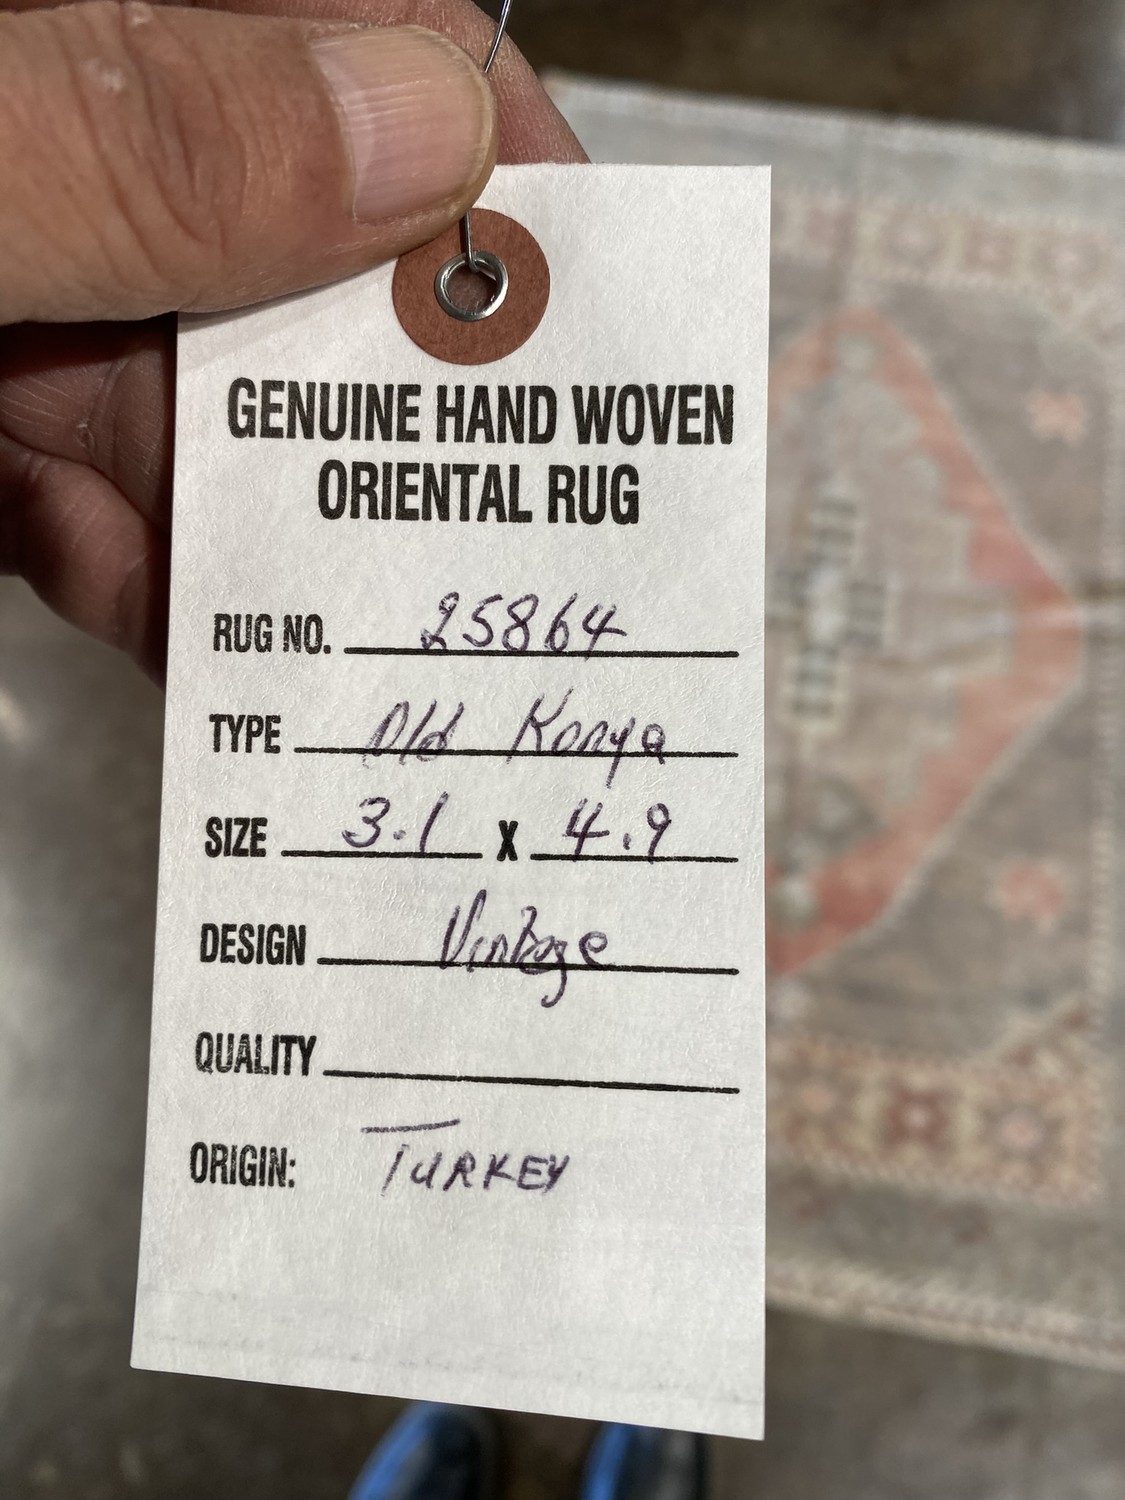 GENUINE HAND WOVEN
ORIENTAL RUG
RUG NO. 25864
TYPE Old Konya
SIZE 3.1 X 4.9
DESIGN Vintage
QUALITY
ORIGIN: TURKEY